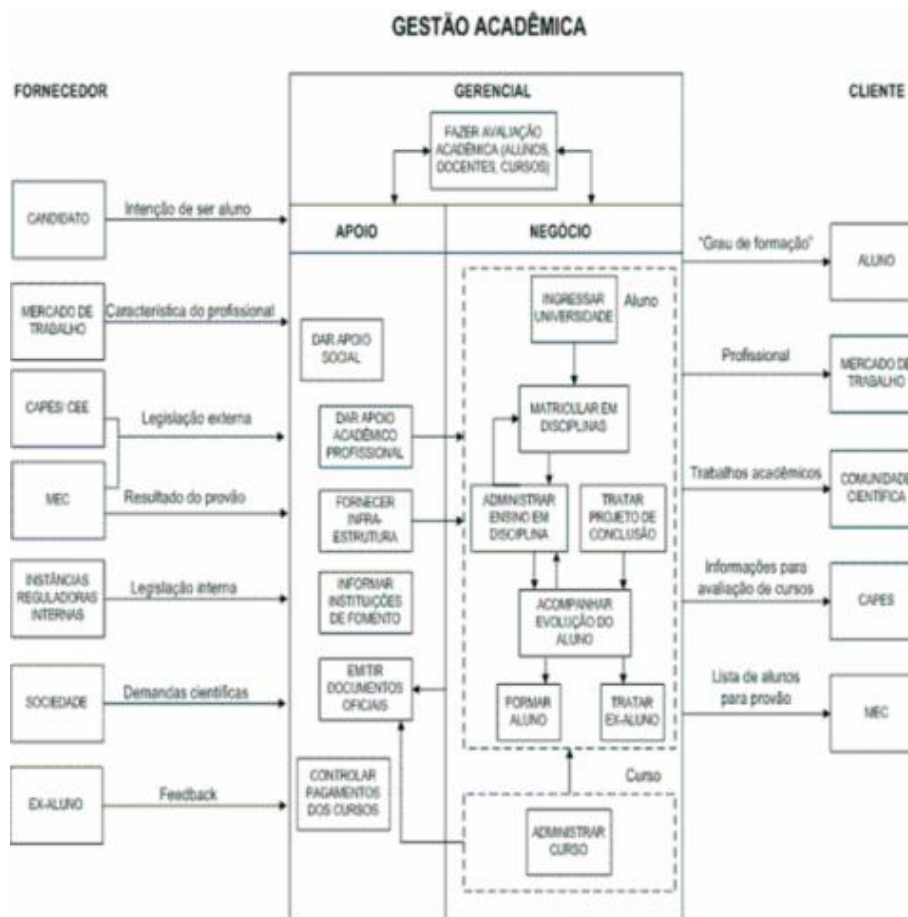 GESTÃO ACADÊMICA
FORNECEDOR
GERENCIAL
CLIENTE
FAZER AVALIAÇÃO
ACADÊMICA (ALUNOS,
DOCENTES, CURSOS)
CANDIDATO
Intenção de ser aluno
APOIO
NEGÓCIO
"Grau de formação"
ALUNO
MERCADO DE
TRABALHO
Característica do profissional
INGRESSAR
UNIVERSIDADE
Aluno
DAR APOIO
SOCIAL
Profissional
MERCADO DE
TRABALHO
CAPES/ CEE
Legislação externa
MATRICULAR EM
DISCIPLINAS
DAR APOIO
ACADÊMICO
PROFISSIONAL
Trabalhos acadêmicos
COMUNIDADE
CIENTÍFICA
MEC
Resultado do provão
FORNECER
INFRA-
ESTRUTURA
ADMINISTRAR
ENSINO EM
DISCIPLINA
TRATAR
PROJETO DE
CONCLUSÃO
INSTÂNCIAS
REGULADORAS
INTERNAS
Legislação interna
INFORMAR
INSTITUIÇÕES
DE FOMENTO
ACOMPANHAR
EVOLUÇÃO DO
ALUNO
Informações para
avaliação de cursos
CAPES
SOCIEDADE
Demandas científicas
EMITIR
DOCUMENTOS
OFICIAIS
FORMAR
ALUNO
TRATAR
EX-ALUNO
Lista de alunos
para provão
MEC
EX-ALUNO
Feedback
CONTROLAR
PAGAMENTOS
DOS CURSOS
Curso
ADMINISTRAR
CURSO